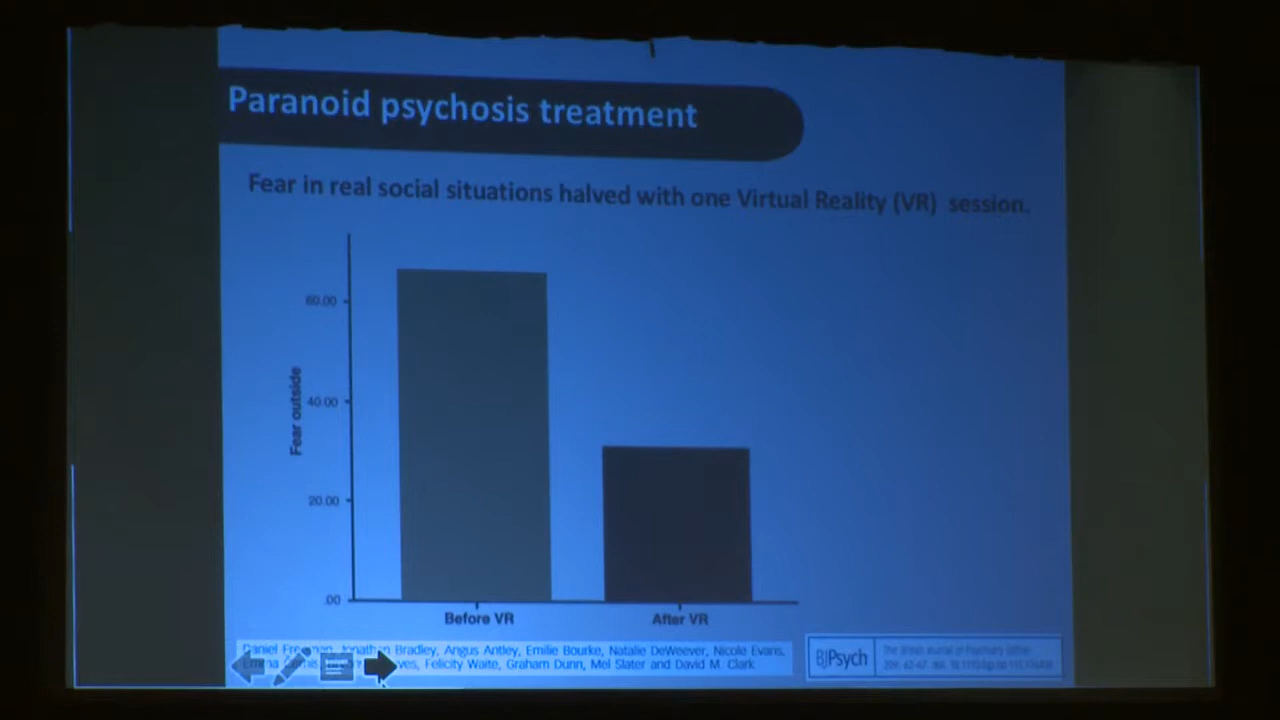 Paranoid psychosis treatment
Fear in real social situations halved with one Virtual Reality (VR) session.
60.00
40.00
20.00
.00
Fear outside
Before VR
After VR
Daniel Bradley, Angus Antley, Emilie Bourke, Natalie DeWeever, Nicole Evans,
Felicity Waite, Graham Dunn, Mel Slater and David M. Clark
BJPsych
The British Journal of Psychiatry